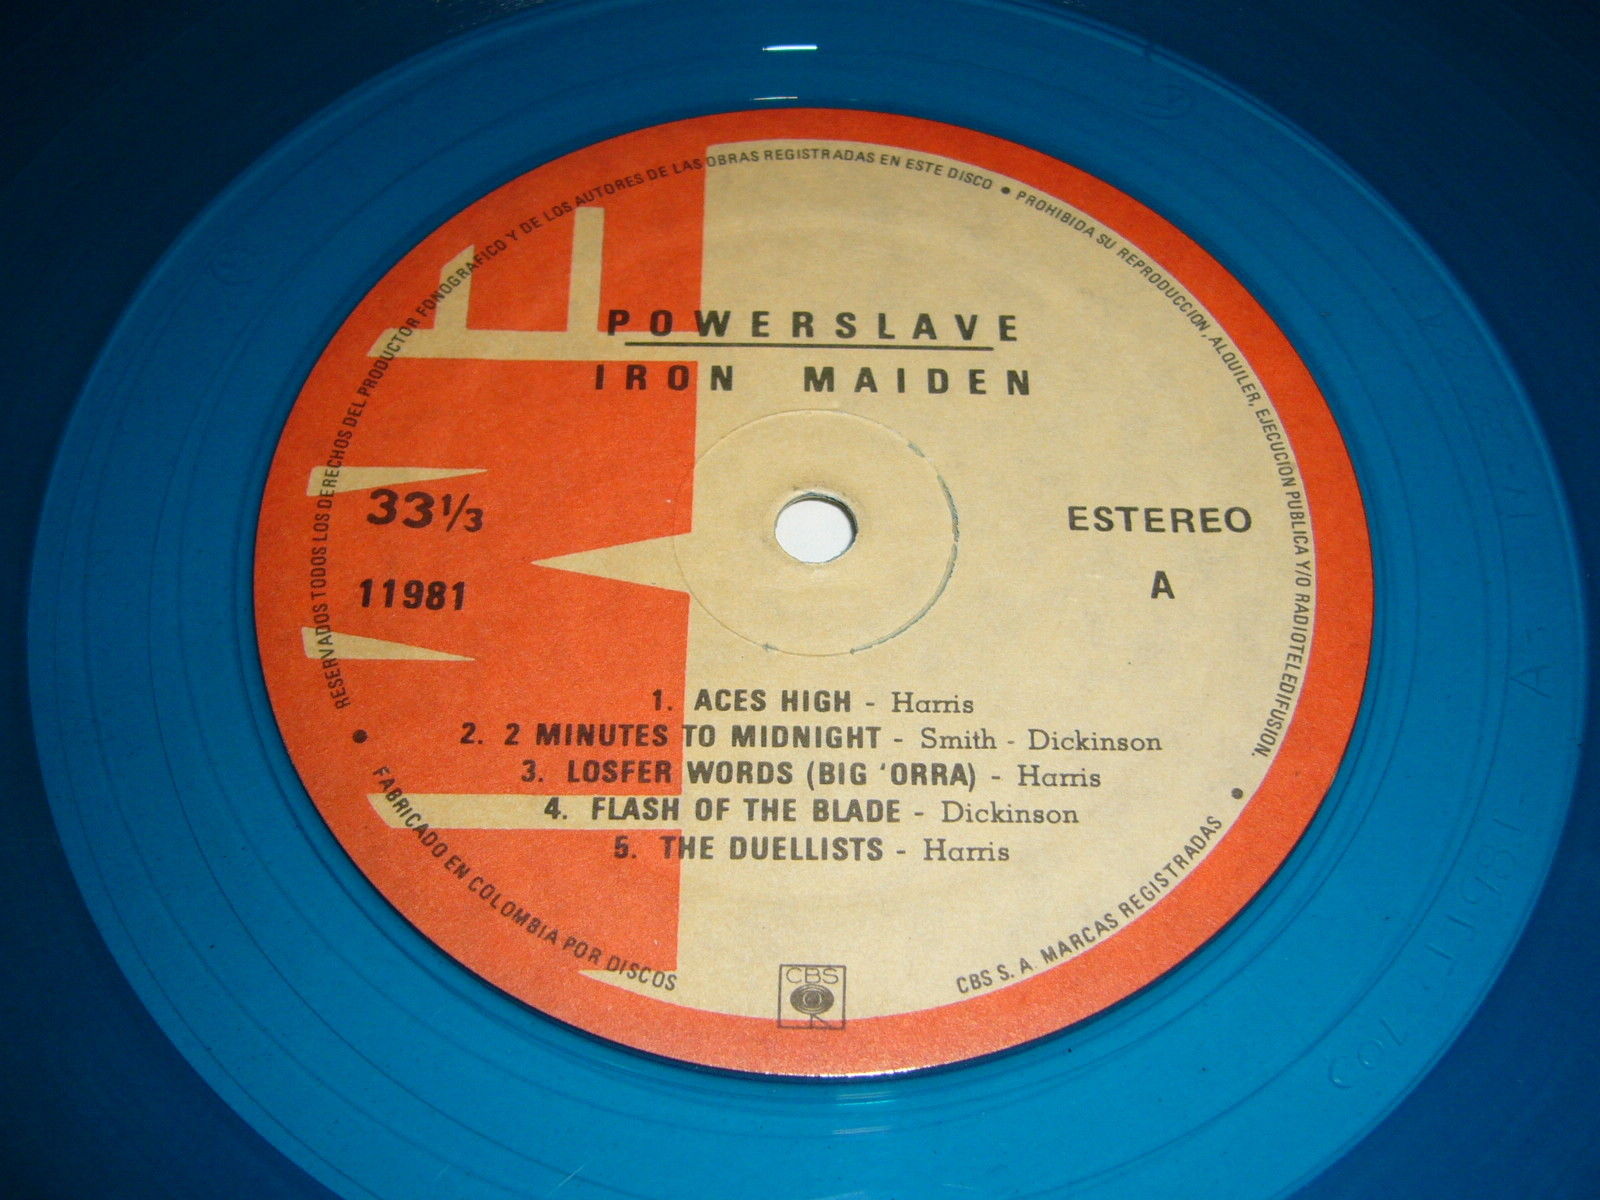 RESERVADOS TODOS LOS DERECHOS DEL PRODUCTOR FONOGRAFICO Y DE LOS AUTORES DE LAS OBRAS REGISTRADAS EN ESTE DISCO • PROHIBIDA SU REPRODUCCION, ALQUILER, EJECUCION PUBLICA Y/O RADIOTELEDIFUSION.
POWERSLAVE
IRON MAIDEN
33 1/3
ESTEREO
11981
A
1. ACES HIGH - Harris
2. 2 MINUTES TO MIDNIGHT - Smith - Dickinson
3. LOSFER WORDS (BIG 'ORRA) - Harris
4. FLASH OF THE BLADE - Dickinson
5. THE DUELLISTS - Harris
• FABRICADO EN COLOMBIA POR DISCOS
CBS
CBS S. A. MARCAS REGISTRADAS •